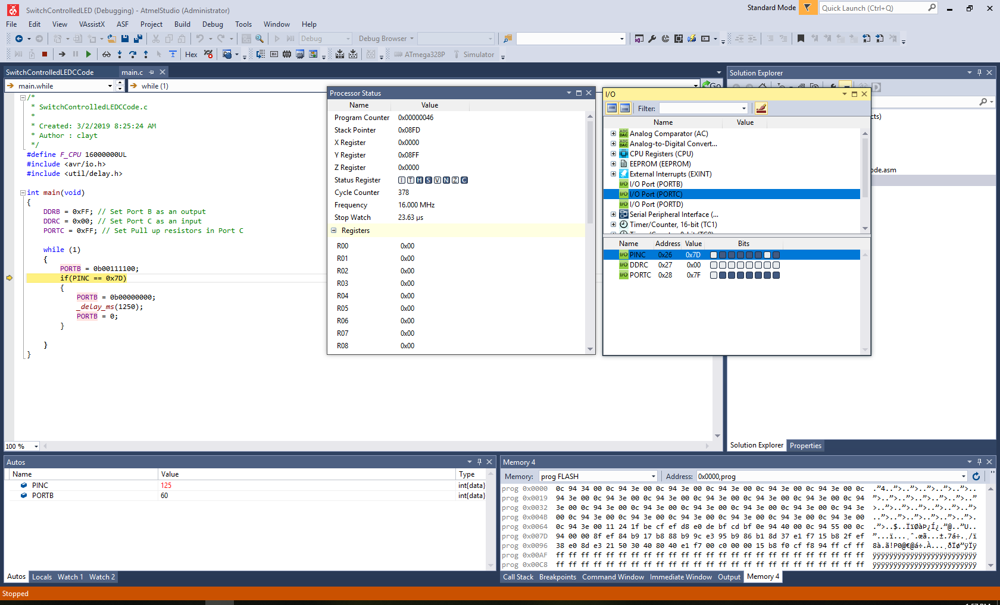 SwitchControlledLED (Debugging) - AtmelStudio (Administrator)
Standard Mode
Quick Launch (Ctrl+Q)
File Edit View VAssistX ASF Project Build Debug Tools Window Help
Debug Debug Browser
Hex ATmega328P Simulator
SwitchControlledLEDCCode main.c
main.while while (1) Go
/*
* SwitchControlledLEDCCode.c
*
* Created: 3/2/2019 8:25:24 AM
* Author : clayt
*/
#define F_CPU 16000000UL
#include <avr/io.h>
#include <util/delay.h>
int main(void)
{
DDRB = 0xFF; // Set Port B as an output
DDRC = 0x00; // Set Port C as an input
PORTC = 0xFF; // Set Pull up resistors in Port C
while (1)
{
PORTB = 0b00111100;
if(PINC == 0x7D)
{
PORTB = 0b00000000;
_delay_ms(1250);
PORTB = 0;
}
}
}
100 %
Processor Status
Name Value
Program Counter 0x00000046
Stack Pointer 0x08FD
X Register 0x0000
Y Register 0x08FF
Z Register 0x0000
Status Register I T H S V N Z C
Cycle Counter 378
Frequency 16.000 MHz
Stop Watch 23.63 µs
Registers
R00 0x00
R01 0x00
R02 0x00
R03 0x00
R04 0x00
R05 0x00
R06 0x00
R07 0x00
R08 0x00
I/O
Filter:
Name Value
Analog Comparator (AC)
Analog-to-Digital Convert...
CPU Registers (CPU)
EEPROM (EEPROM)
External Interrupts (EXINT)
I/O Port (PORTB)
I/O Port (PORTC)
I/O Port (PORTD)
Serial Peripheral Interface (...
Timer/Counter, 16-bit (TC1)
Name Address Value Bits
PINC 0x26 0x7D
DDRC 0x27 0x00
PORTC 0x28 0x7F
Solution Explorer
cts)
ode.asm
Solution Explorer Properties
Autos
Name Value Type
PINC 125 int{data}
PORTB 60 int{data}
Autos Locals Watch 1 Watch 2
Memory 4
Memory: prog FLASH Address: 0x0000,prog
prog 0x0000 0c 94 34 00 0c 94 3e 00 0c 94 3e 00 0c 94 3e 00 0c 94 3e 00 0c 94 3e 00 0c
prog 0x0019 94 3e 00 0c 94 3e 00 0c 94 3e 00 0c 94 3e 00 0c 94 3e 00 0c 94 3e 00 0c 94
prog 0x0032 3e 00 0c 94 3e 00 0c 94 3e 00 0c 94 3e 00 0c 94 3e 00 0c 94 3e 00 0c 94 3e
prog 0x004B 00 0c 94 3e 00 0c 94 3e 00 0c 94 3e 00 0c 94 3e 00 0c 94 3e 00 0c 94 3e 00
prog 0x0064 0c 94 3e 00 11 24 1f be cf ef d8 e0 de bf cd bf 0e 94 40 00 0c 94 55 00 0c
prog 0x007D 94 00 00 8f ef 84 b9 17 b8 88 b9 9c e3 95 b9 86 b1 8d 37 e1 f7 15 b8 2f ef
prog 0x0096 38 e0 8d e3 21 50 30 40 80 40 e1 f7 00 c0 00 00 15 b8 f0 cf f8 94 ff cf ff
prog 0x00AF ff ff ff ff ff ff ff ff ff ff ff ff ff ff ff ff ff ff ff ff ff ff ff ff ff
prog 0x00C8 ff ff ff ff ff ff ff ff ff ff ff ff ff ff ff ff ff ff ff ff ff ff ff ff ff
Call Stack Breakpoints Command Window Immediate Window Output Memory 4
Stopped